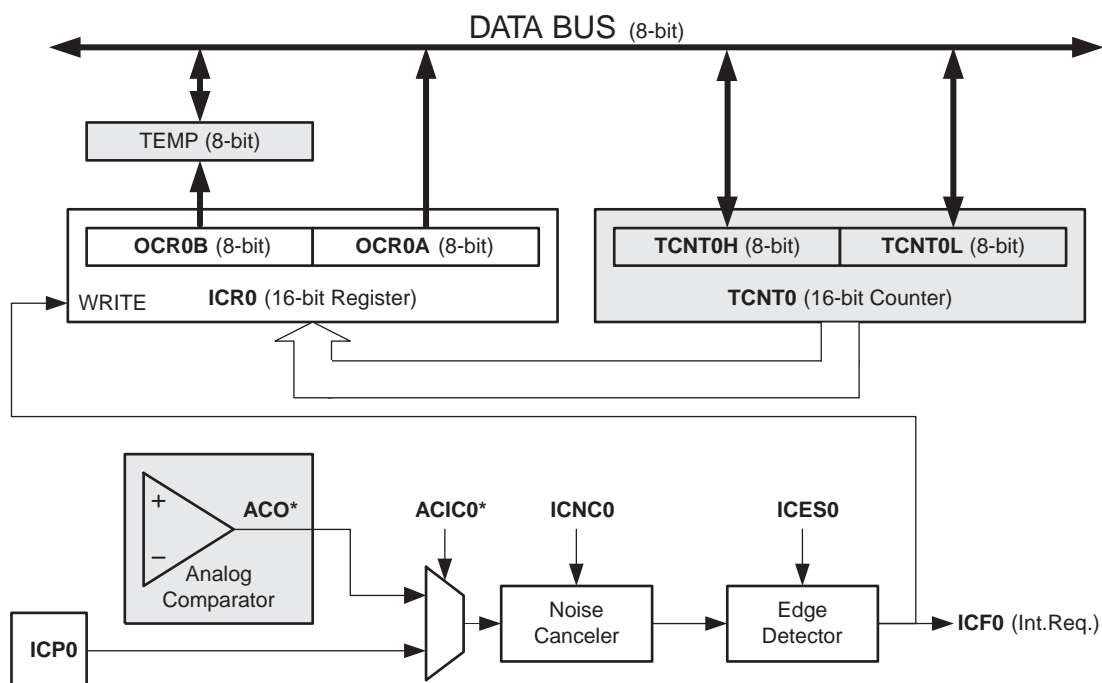 DATA BUS (8-bit)
TEMP (8-bit)
OCR0B (8-bit) OCR0A (8-bit) TCNT0H (8-bit) TCNT0L (8-bit)
WRITE ICR0 (16-bit Register) TCNT0 (16-bit Counter)
+ ACO* ACIC0* ICNC0 ICES0
–
Analog
Comparator
Noise
Canceler
Edge
Detector
ICF0 (Int.Req.)
ICP0